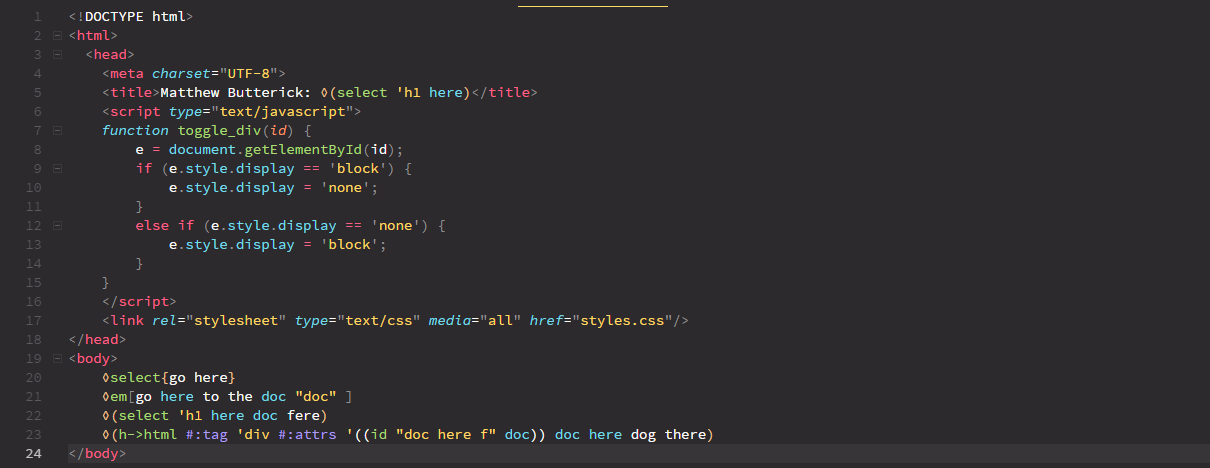 1 <!DOCTYPE html>
2 <html>
3   <head>
4     <meta charset="UTF-8">
5     <title>Matthew Butterick: ◊(select 'h1 here)</title>
6     <script type="text/javascript">
7     function toggle_div(id) {
8         e = document.getElementById(id);
9         if (e.style.display == 'block') {
10             e.style.display = 'none';
11         }
12         else if (e.style.display == 'none') {
13             e.style.display = 'block';
14         }
15     }
16     </script>
17     <link rel="stylesheet" type="text/css" media="all" href="styles.css"/>
18 </head>
19 <body>
20     ◊select{go here}
21     ◊em[go here to the doc "doc" ]
22     ◊(select 'h1 here doc fere)
23     ◊(h->html #:tag 'div #:attrs '((id "doc here f" doc)) doc here dog there)
24 </body>